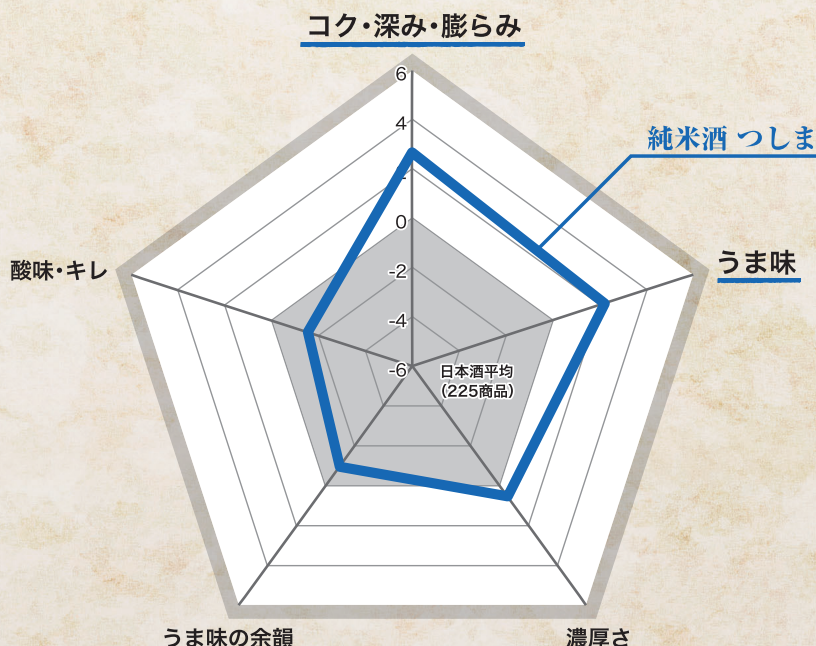 コク・深み・膨らみ
6
純米酒 つしま
4
2
0
うま味
酸味・キレ
-2
-4
-6
日本酒平均
(225商品)
うま味の余韻
濃厚さ